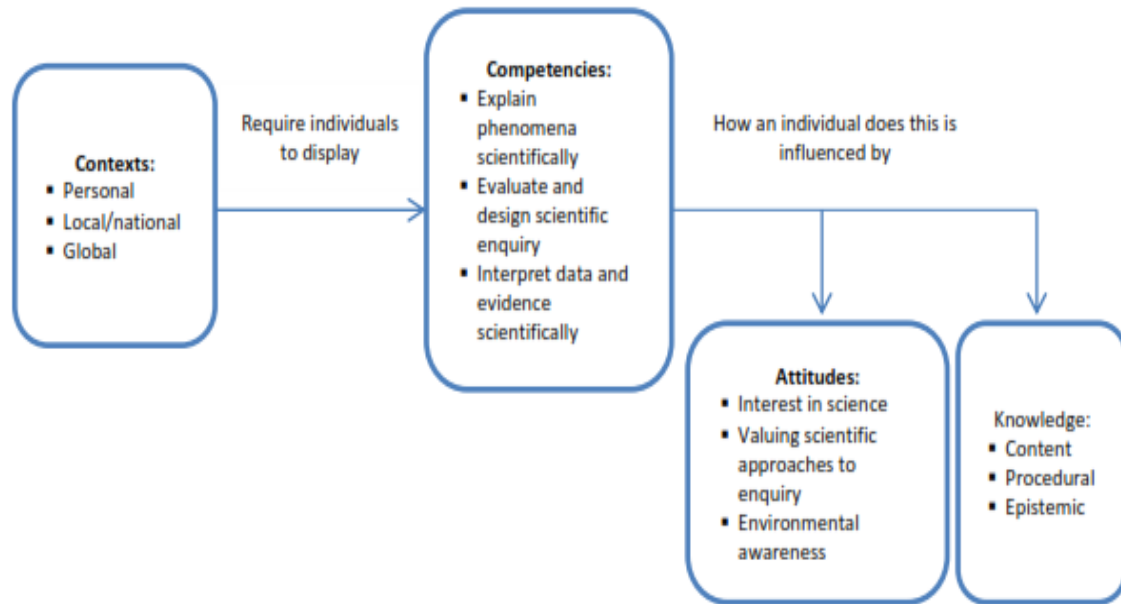 Contexts:
▪ Personal
▪ Local/national
▪ Global
Require individuals
to display
Competencies:
▪ Explain
phenomena
scientifically
▪ Evaluate and
design scientific
enquiry
▪ Interpret data and
evidence
scientifically
How an individual does this is
influenced by
Attitudes:
▪ Interest in science
▪ Valuing scientific
approaches to
enquiry
▪ Environmental
awareness
Knowledge:
▪ Content
▪ Procedural
▪ Epistemic